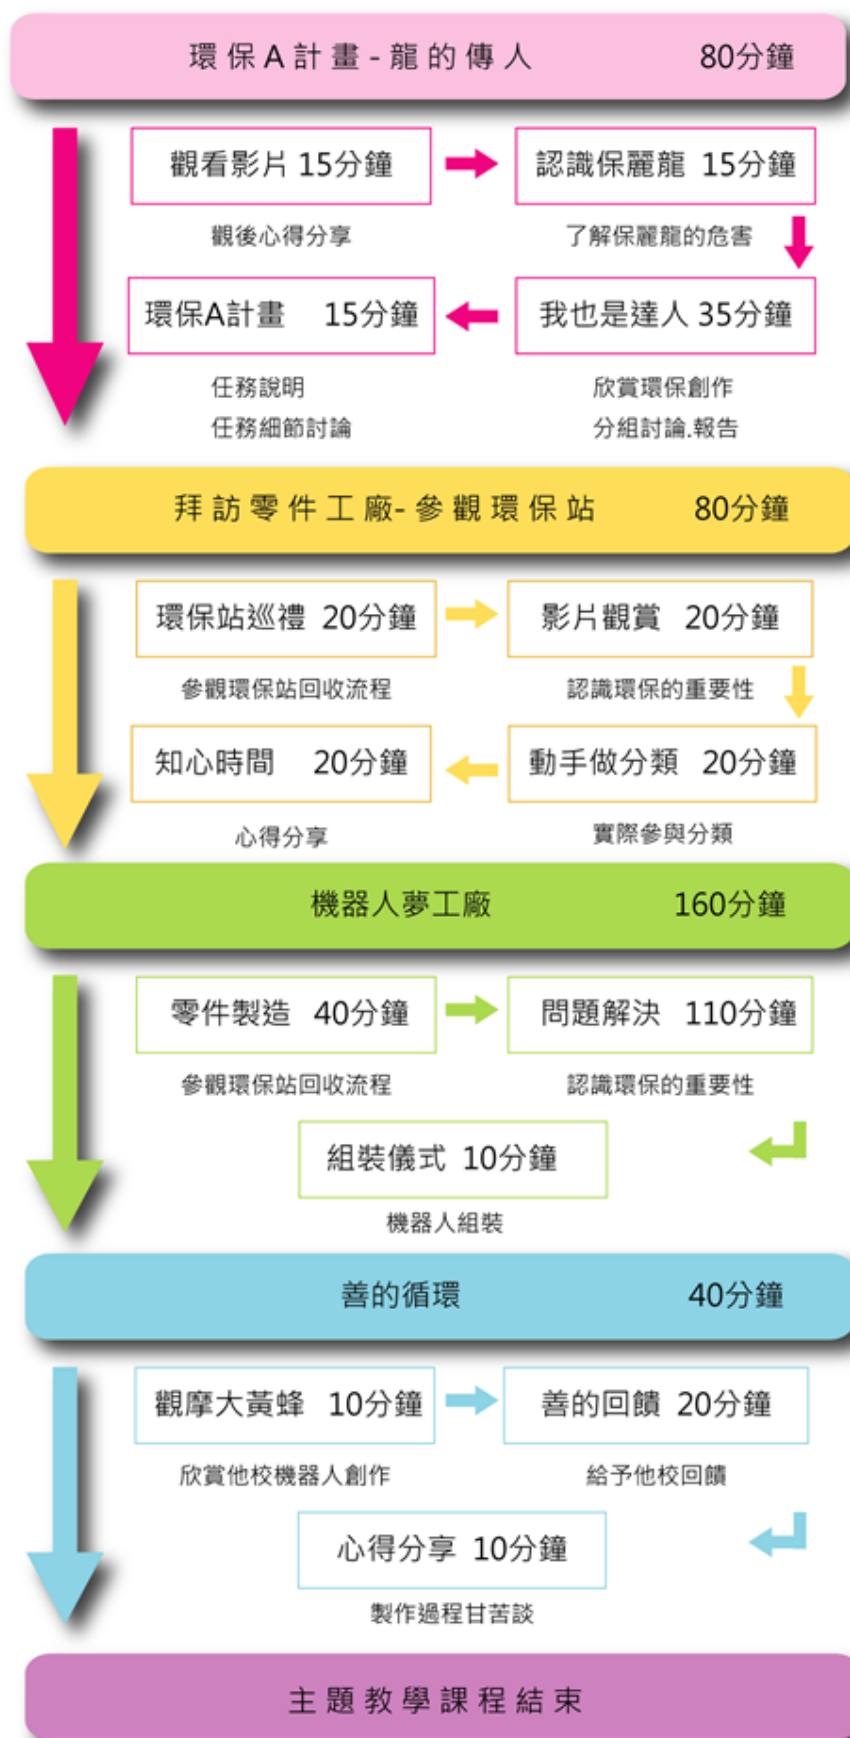 環保A計畫-龍的傳人 80分鐘
觀看影片 15分鐘 認識保麗龍 15分鐘
觀後心得分享 了解保麗龍的危害
環保A計畫 15分鐘 我也是達人 35分鐘
任務說明 欣賞環保創作
任務細節討論 分組討論.報告
拜訪零件工廠-參觀環保站 80分鐘
環保站巡禮 20分鐘 影片觀賞 20分鐘
參觀環保站回收流程 認識環保的重要性
知心時間 20分鐘 動手做分類 20分鐘
心得分享 實際參與分類
機器人夢工廠 160分鐘
零件製造 40分鐘 問題解決 110分鐘
參觀環保站回收流程 認識環保的重要性
組裝儀式 10分鐘
機器人組裝
善的循環 40分鐘
觀摩大黃蜂 10分鐘 善的回饋 20分鐘
欣賞他校機器人創作 給予他校回饋
心得分享 10分鐘
製作過程甘苦談
主題教學課程結束